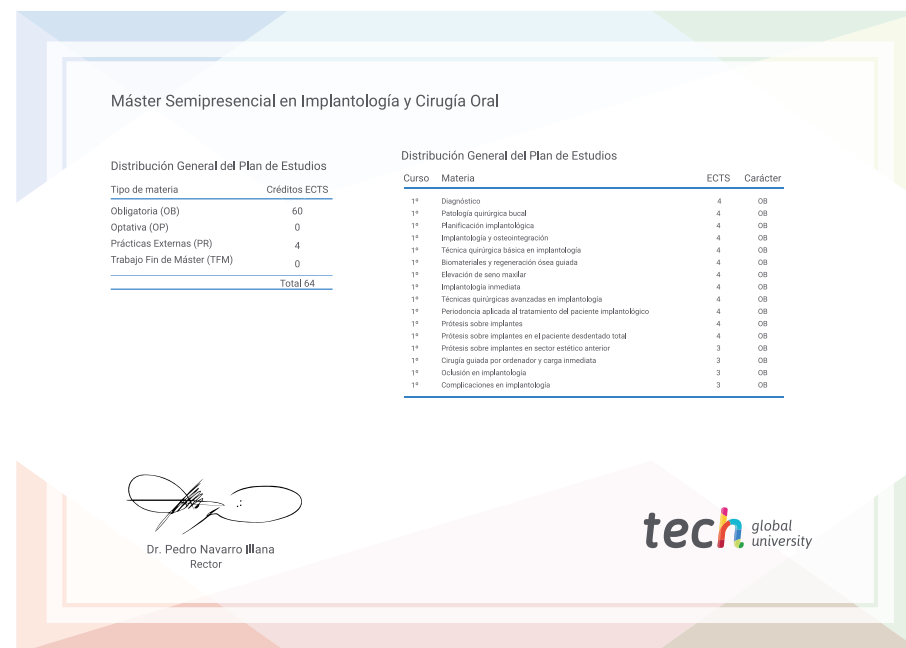 Máster Semipresencial en Implantología y Cirugía Oral
Distribución General del Plan de Estudios
Tipo de materia Créditos ECTS
Obligatoria (OB) 60
Optativa (OP) 0
Prácticas Externas (PR) 4
Trabajo Fin de Máster (TFM) 0
Total 64
Distribución General del Plan de Estudios
Curso Materia ECTS Carácter
1º Diagnóstico 4 OB
1º Patología quirúrgica bucal 4 OB
1º Planificación implantológica 4 OB
1º Implantología y osteointegración 4 OB
1º Técnica quirúrgica básica en implantología 4 OB
1º Biomateriales y regeneración ósea guiada 4 OB
1º Elevación de seno maxilar 4 OB
1º Implantología inmediata 4 OB
1º Técnicas quirúrgicas avanzadas en implantología 4 OB
1º Periodoncia aplicada al tratamiento del paciente implantológico 4 OB
1º Prótesis sobre implantes 4 OB
1º Prótesis sobre implantes en el paciente desdentado total 4 OB
1º Prótesis sobre implantes en sector estético anterior 3 OB
1º Cirugía guiada por ordenador y carga inmediata 3 OB
1º Oclusión en implantología 3 OB
1º Complicaciones en implantología 3 OB
Dr. Pedro Navarro Illana
Rector
tech global
university